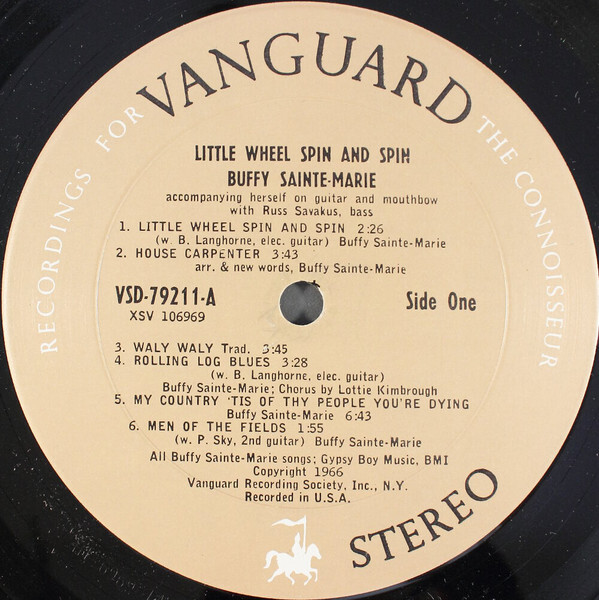 VANGUARD
RECORDINGS FOR THE CONNOISSEUR
LITTLE WHEEL SPIN AND SPIN
BUFFY SAINTE-MARIE
accompanying herself on guitar and mouthbow
with Russ Savakus, bass
1. LITTLE WHEEL SPIN AND SPIN 2:26
(w. B. Langhorne, elec. guitar) Buffy Sainte-Marie
2. HOUSE CARPENTER 3:43
arr. & new words, Buffy Sainte-Marie
VSD-79211-A Side One
XSV 106969
3. WALY WALY Trad. 3:45
4. ROLLING LOG BLUES 3:28
(w. B. Langhorne, elec. guitar)
Buffy Sainte-Marie; Chorus by Lottie Kimbrough
5. MY COUNTRY 'TIS OF THY PEOPLE YOU'RE DYING
Buffy Sainte-Marie 6:43
6. MEN OF THE FIELDS 1:55
(w. P. Sky, 2nd guitar) Buffy Sainte-Marie
All Buffy Sainte-Marie songs; Gypsy Boy Music, BMI
Copyright 1966
Vanguard Recording Society, Inc., N.Y.
Recorded in U.S.A.
STEREO